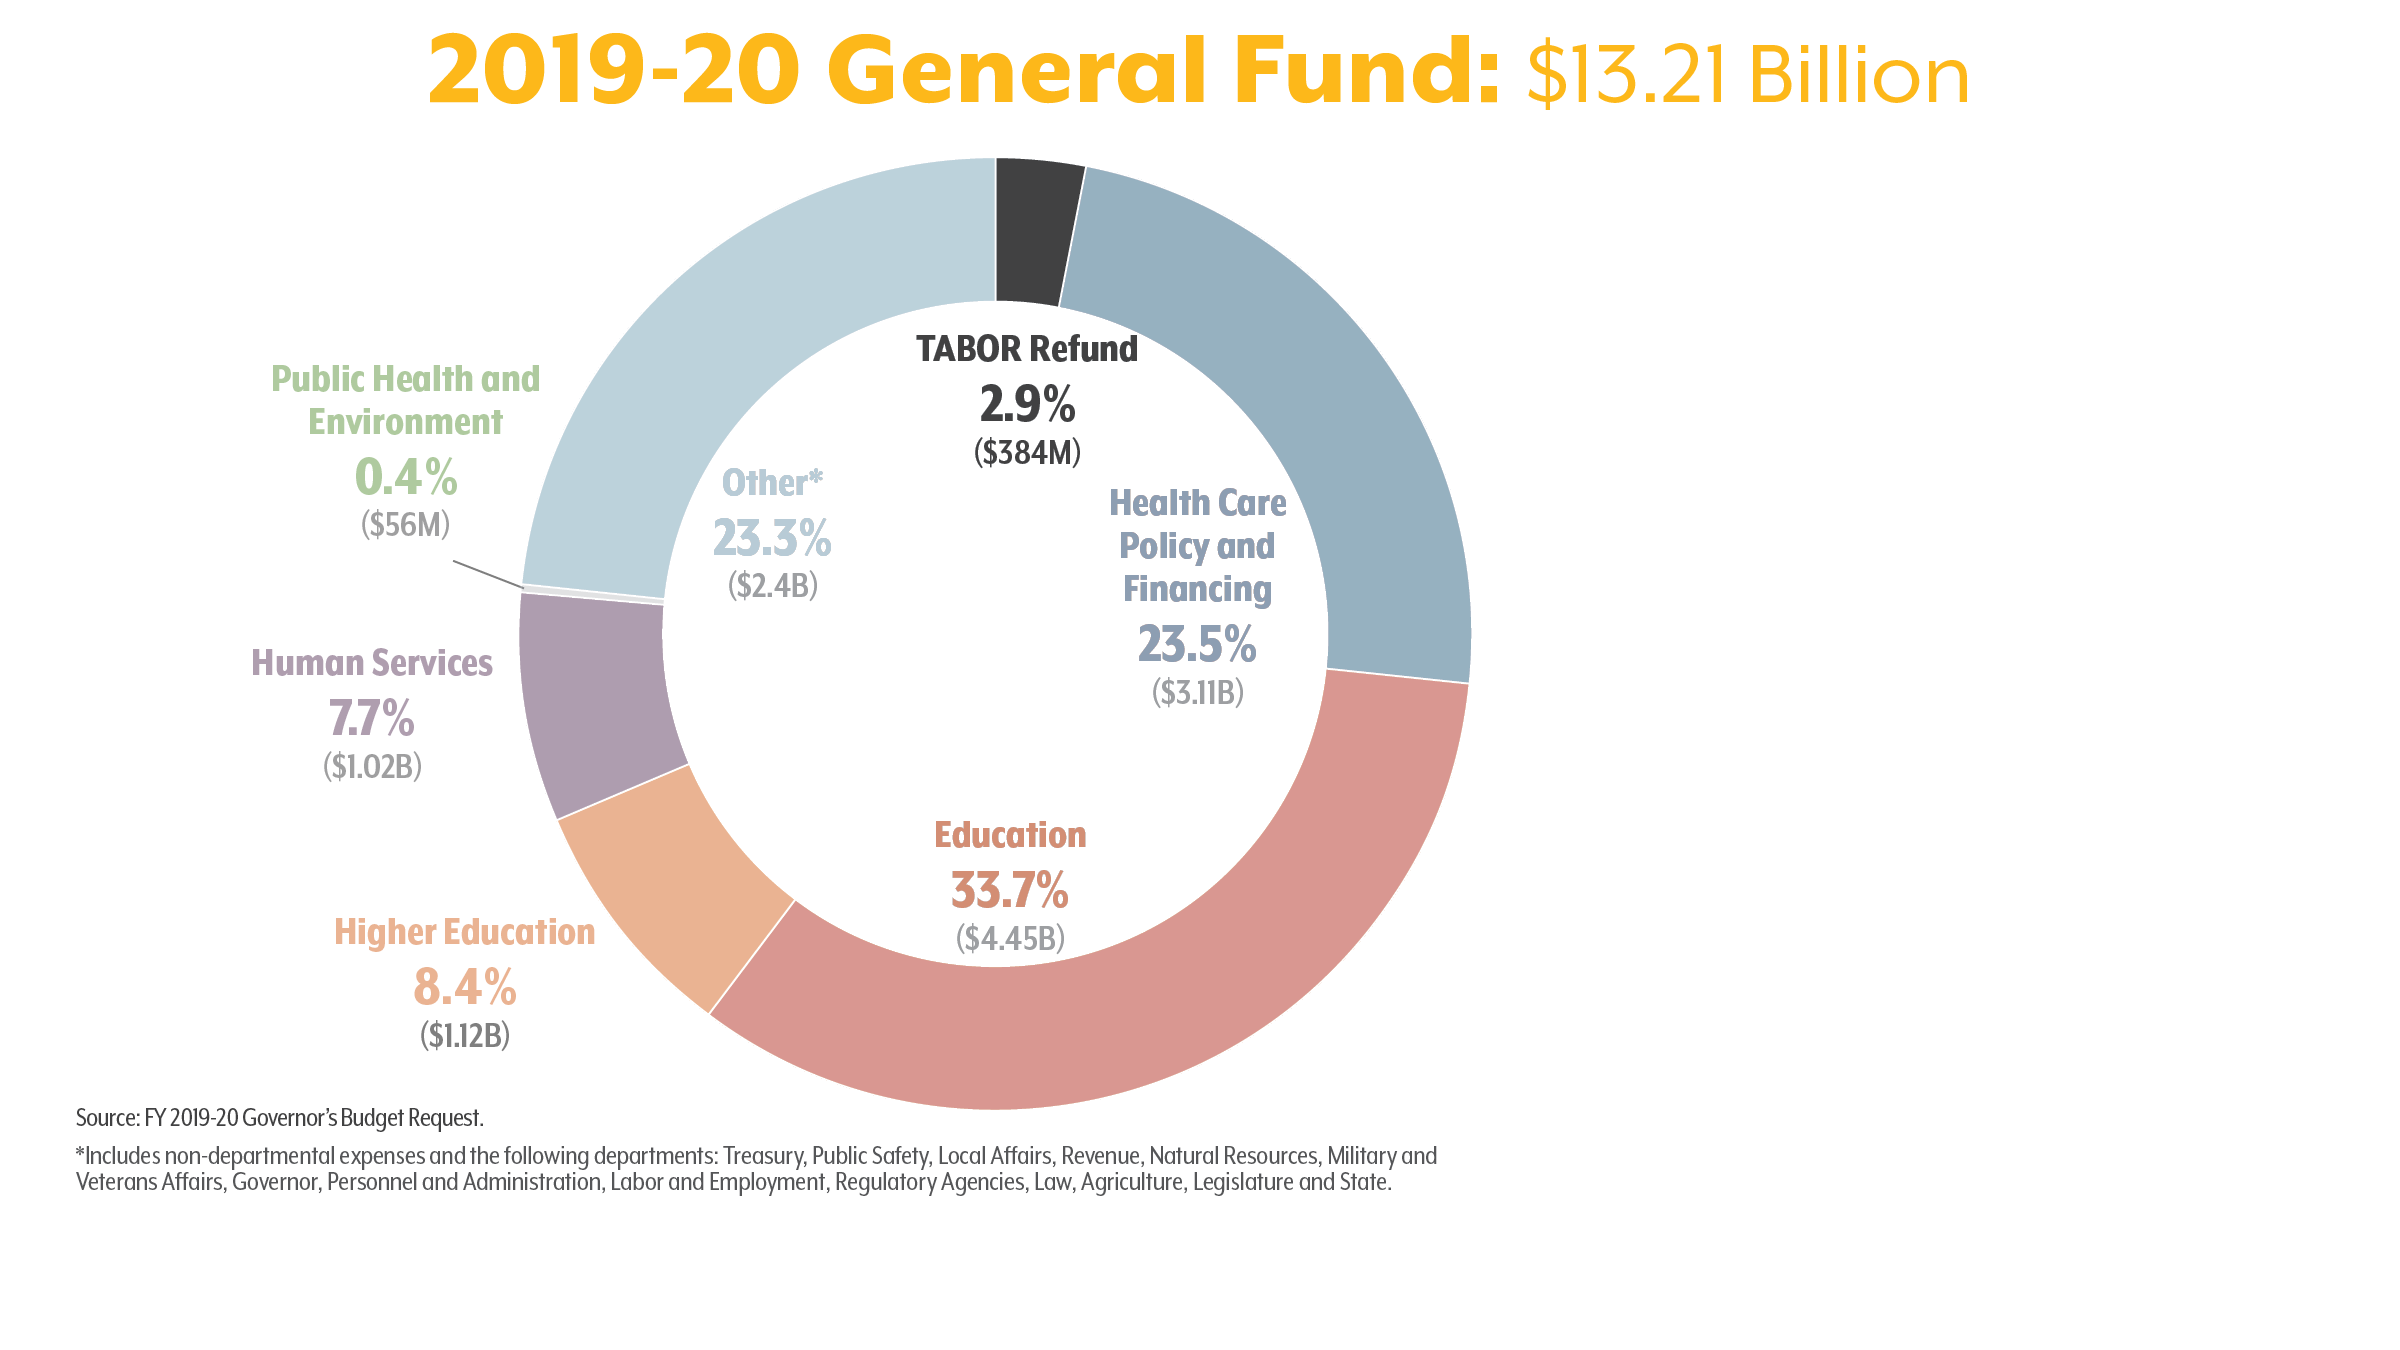 2019-20 General Fund: $13.21 Billion
TABOR Refund
2.9%
($384M)
Health Care
Policy and
Financing
23.5%
($3.11B)
Education
33.7%
($4.45B)
Higher Education
8.4%
($1.12B)
Human Services
7.7%
($1.02B)
Public Health and
Environment
0.4%
($56M)
Other*
23.3%
($2.4B)
Source: FY 2019-20 Governor’s Budget Request.
*Includes non-departmental expenses and the following departments: Treasury, Public Safety, Local Affairs, Revenue, Natural Resources, Military and
Veterans Affairs, Governor, Personnel and Administration, Labor and Employment, Regulatory Agencies, Law, Agriculture, Legislature and State.